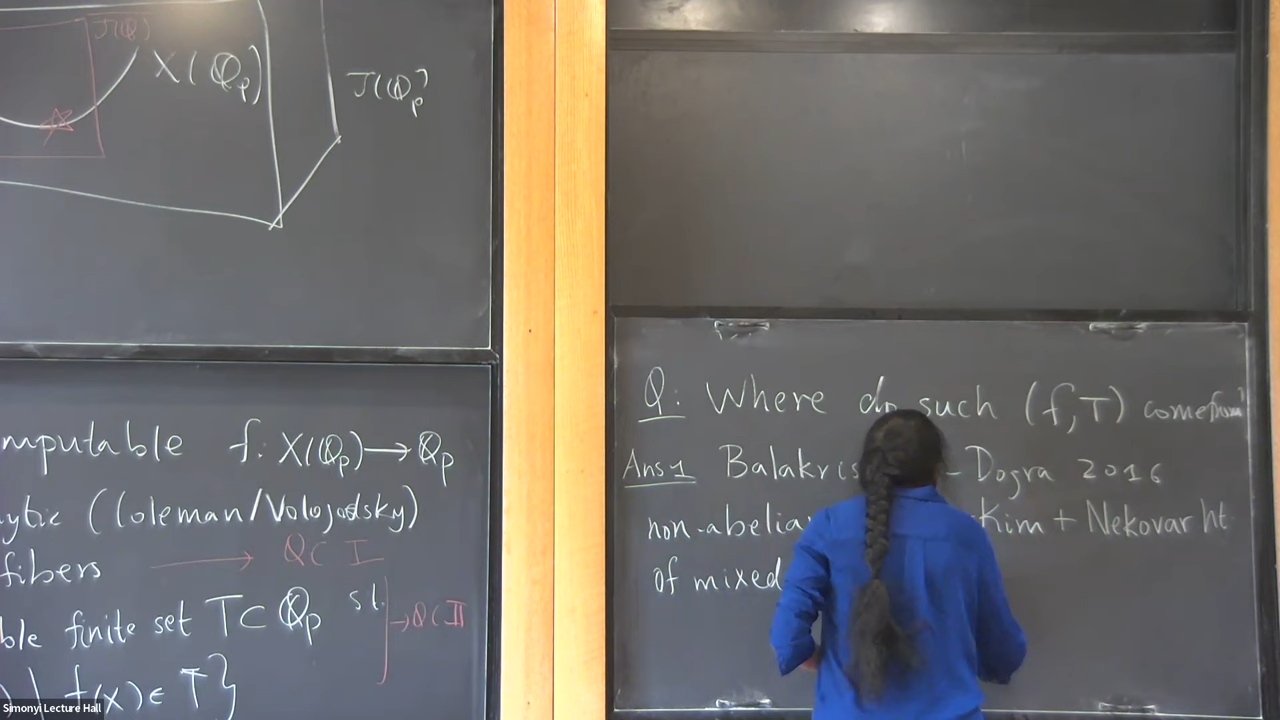 J(Q)
X(ℚp)
J(ℚp)
mputable f: X(ℚp) → ℚp
ytic (Coleman/Vologodsky)
fibers → QC I
ble finite set T ⊂ ℚp st. → QC II
) | f(x) ∈ T}
Simonyi Lecture Hall
Q: Where do such (f,T) come from?
Ans 1 Balakris - Dogra 2016
non-abelia Kim + Nekovar ht
of mixed